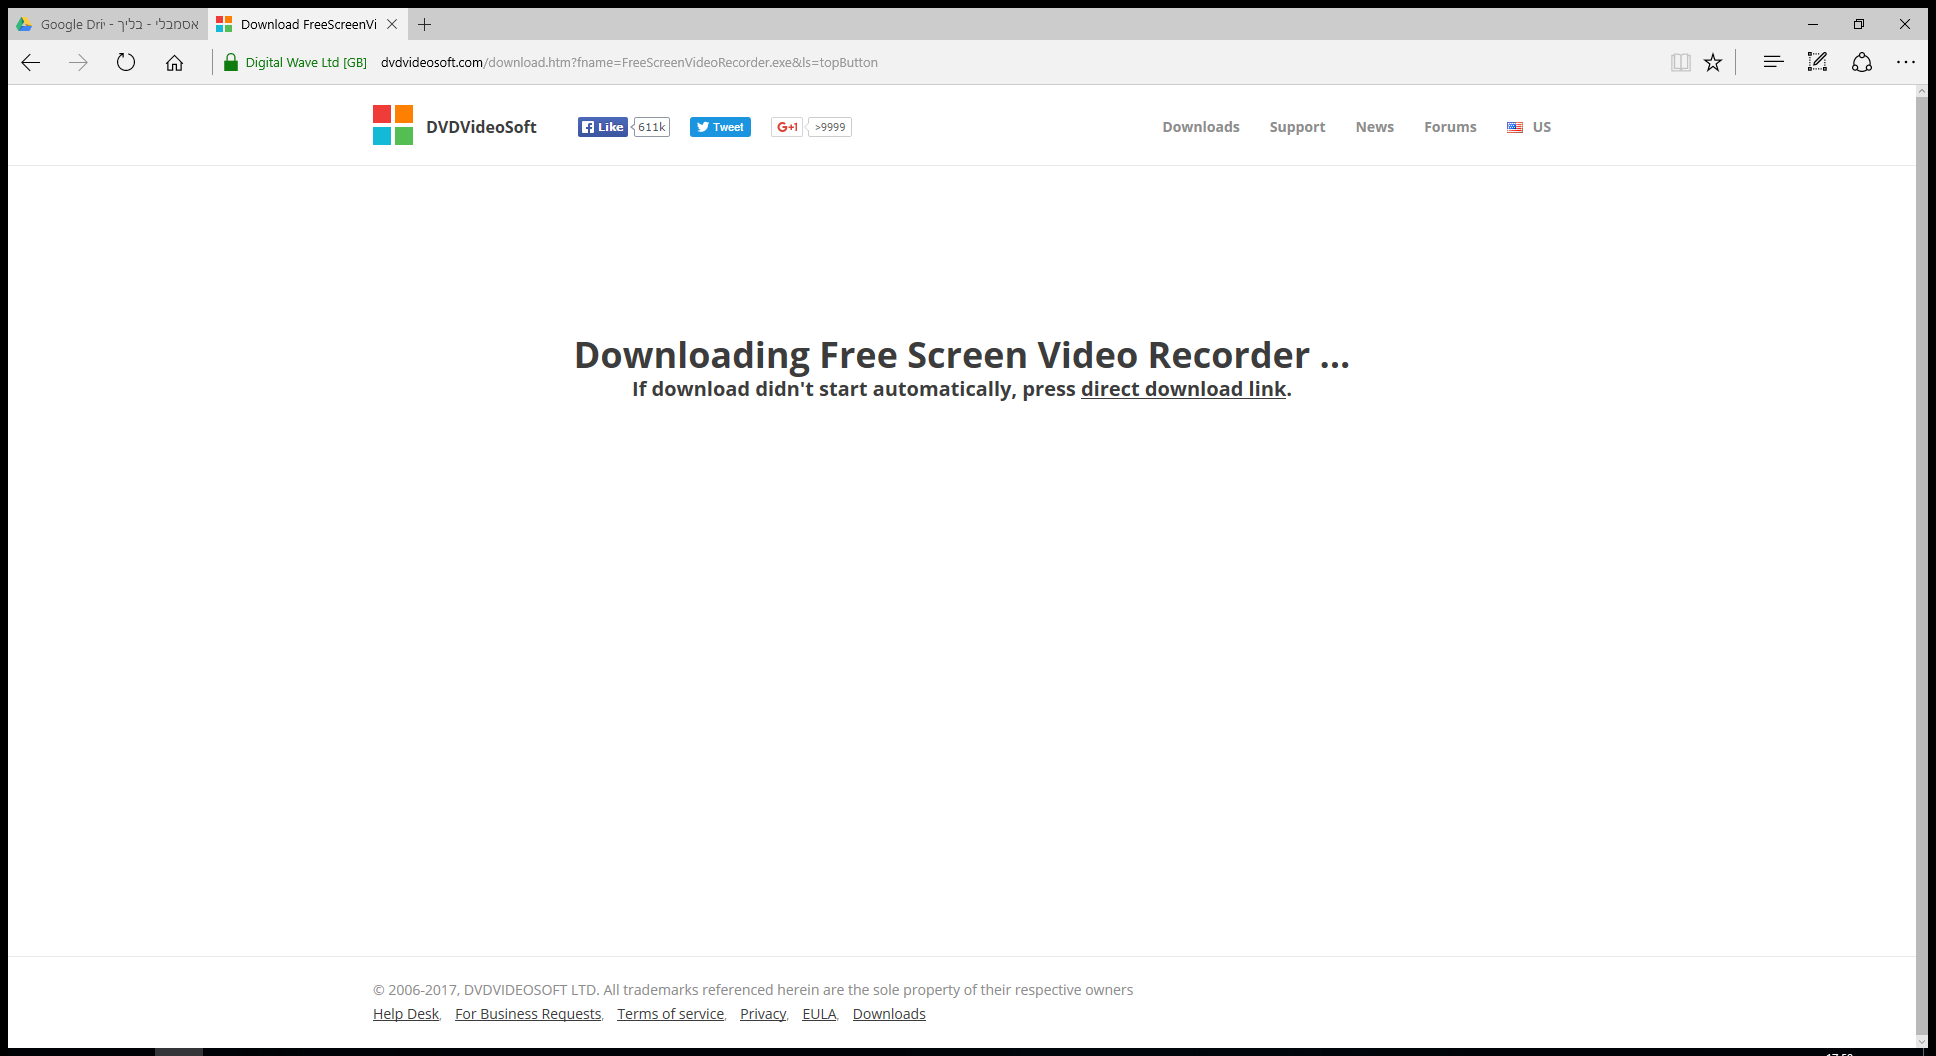 Google Dri - אסמבלי - בליך
Download FreeScreenVi
Digital Wave Ltd [GB] dvdvideosoft.com/download.htm?fname=FreeScreenVideoRecorder.exe&ls=topButton
DVDVideoSoft Like 611k Tweet G+1 >9999 Downloads Support News Forums US
Downloading Free Screen Video Recorder ...
If download didn't start automatically, press direct download link.
© 2006-2017, DVDVIDEOSOFT LTD. All trademarks referenced herein are the sole property of their respective owners
Help Desk, For Business Requests, Terms of service, Privacy, EULA, Downloads